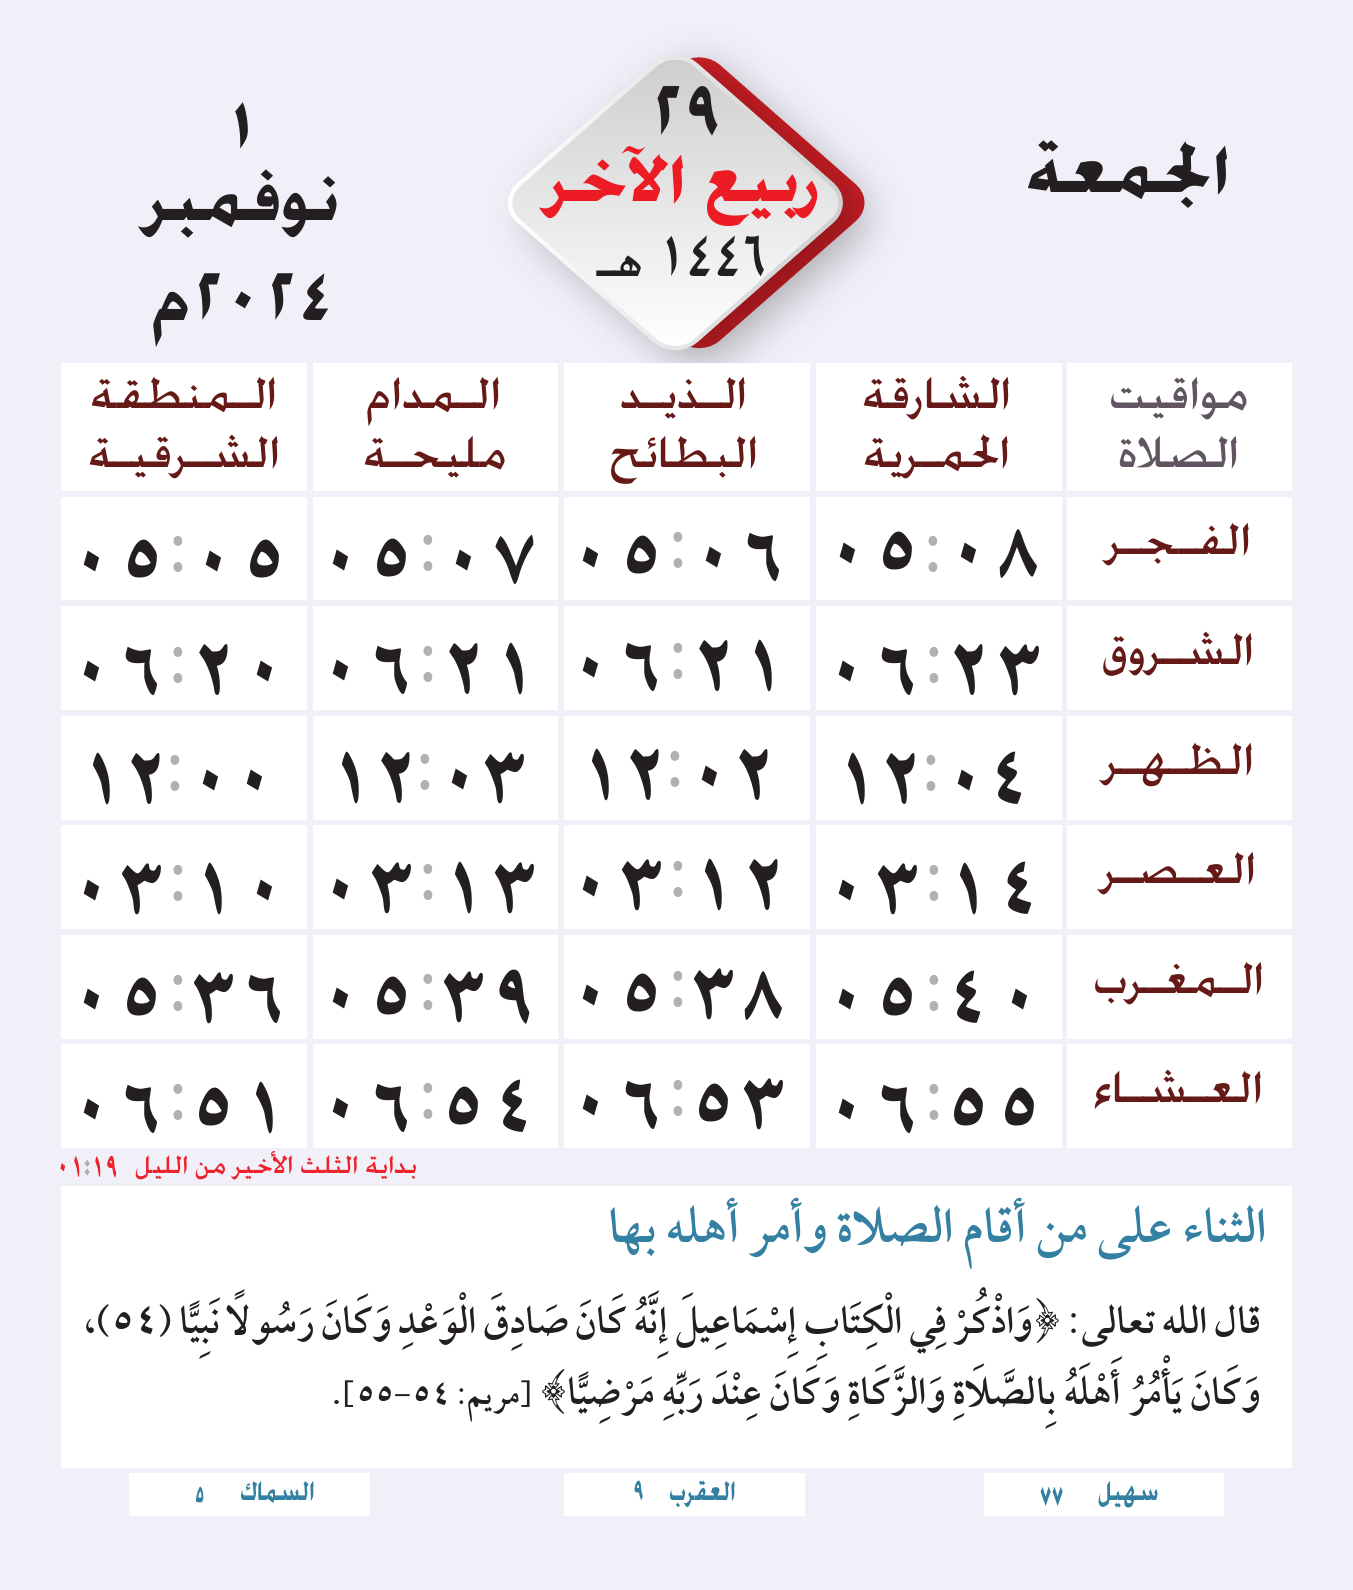 الجمعة
٢٩
ربيع الآخر
١٤٤٦ هـ
١
نوفمبر
٢٠٢٤م
مواقيت الصلاة	الشارقة الحمرية	الذيد البطائح	المدام مليحة	المنطقة الشرقية
الفجر	٠٥:٠٨	٠٥:٠٦	٠٥:٠٧	٠٥:٠٥
الشروق	٠٦:٢٣	٠٦:٢١	٠٦:٢١	٠٦:٢٠
الظهر	١٢:٠٤	١٢:٠٢	١٢:٠٣	١٢:٠٠
العصر	٠٣:١٤	٠٣:١٢	٠٣:١٣	٠٣:١٠
المغرب	٠٥:٤٠	٠٥:٣٨	٠٥:٣٩	٠٥:٣٦
العشاء	٠٦:٥٥	٠٦:٥٣	٠٦:٥٤	٠٦:٥١
بداية الثلث الأخير من الليل ٠١:١٩
الثناء على من أقام الصلاة وأمر أهله بها
قال الله تعالى: ﴿وَاذْكُرْ فِي الْكِتَابِ إِسْمَاعِيلَ إِنَّهُ كَانَ صَادِقَ الْوَعْدِ وَكَانَ رَسُولًا نَبِيًّا (٥٤)،
وَكَانَ يَأْمُرُ أَهْلَهُ بِالصَّلَاةِ وَالزَّكَاةِ وَكَانَ عِنْدَ رَبِّهِ مَرْضِيًّا﴾ [مريم: ٥٤-٥٥].
سهيل ٧٧
العقرب ٩
السماك ٥